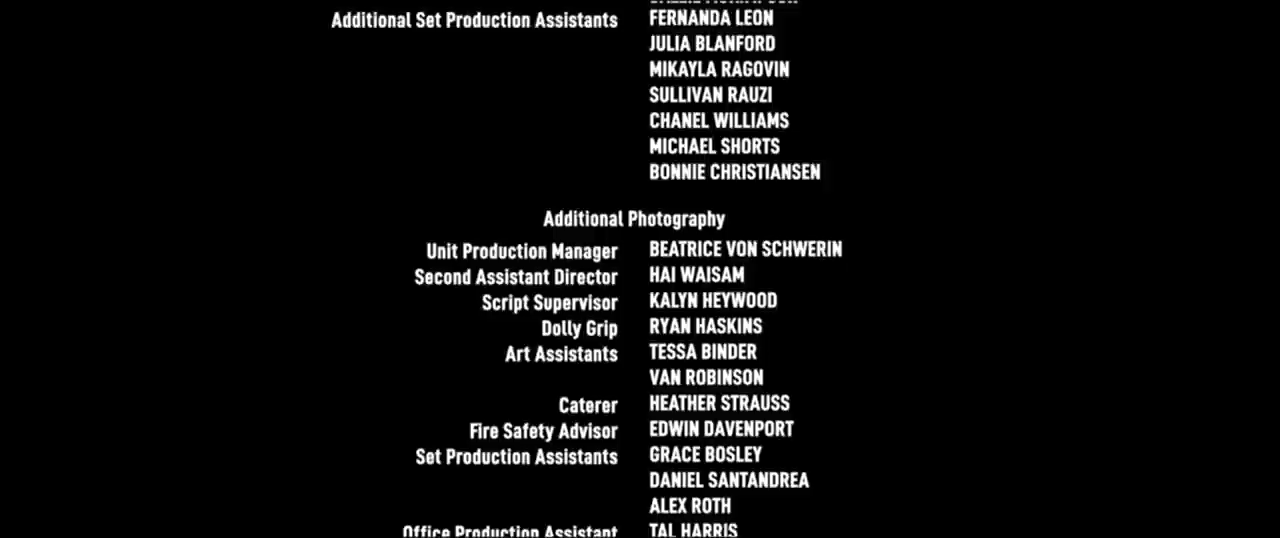 Additional Set Production Assistants FERNANDA LEON
JULIA BLANFORD
MIKAYLA RAGOVIN
SULLIVAN RAUZI
CHANEL WILLIAMS
MICHAEL SHORTS
BONNIE CHRISTIANSEN
Additional Photography
Unit Production Manager BEATRICE VON SCHWERIN
Second Assistant Director HAI WAISAM
Script Supervisor KALYN HEYWOOD
Dolly Grip RYAN HASKINS
Art Assistants TESSA BINDER
VAN ROBINSON
Caterer HEATHER STRAUSS
Fire Safety Advisor EDWIN DAVENPORT
Set Production Assistants GRACE BOSLEY
DANIEL SANTANDREA
ALEX ROTH
Office Production Assistant TAL HARRIS